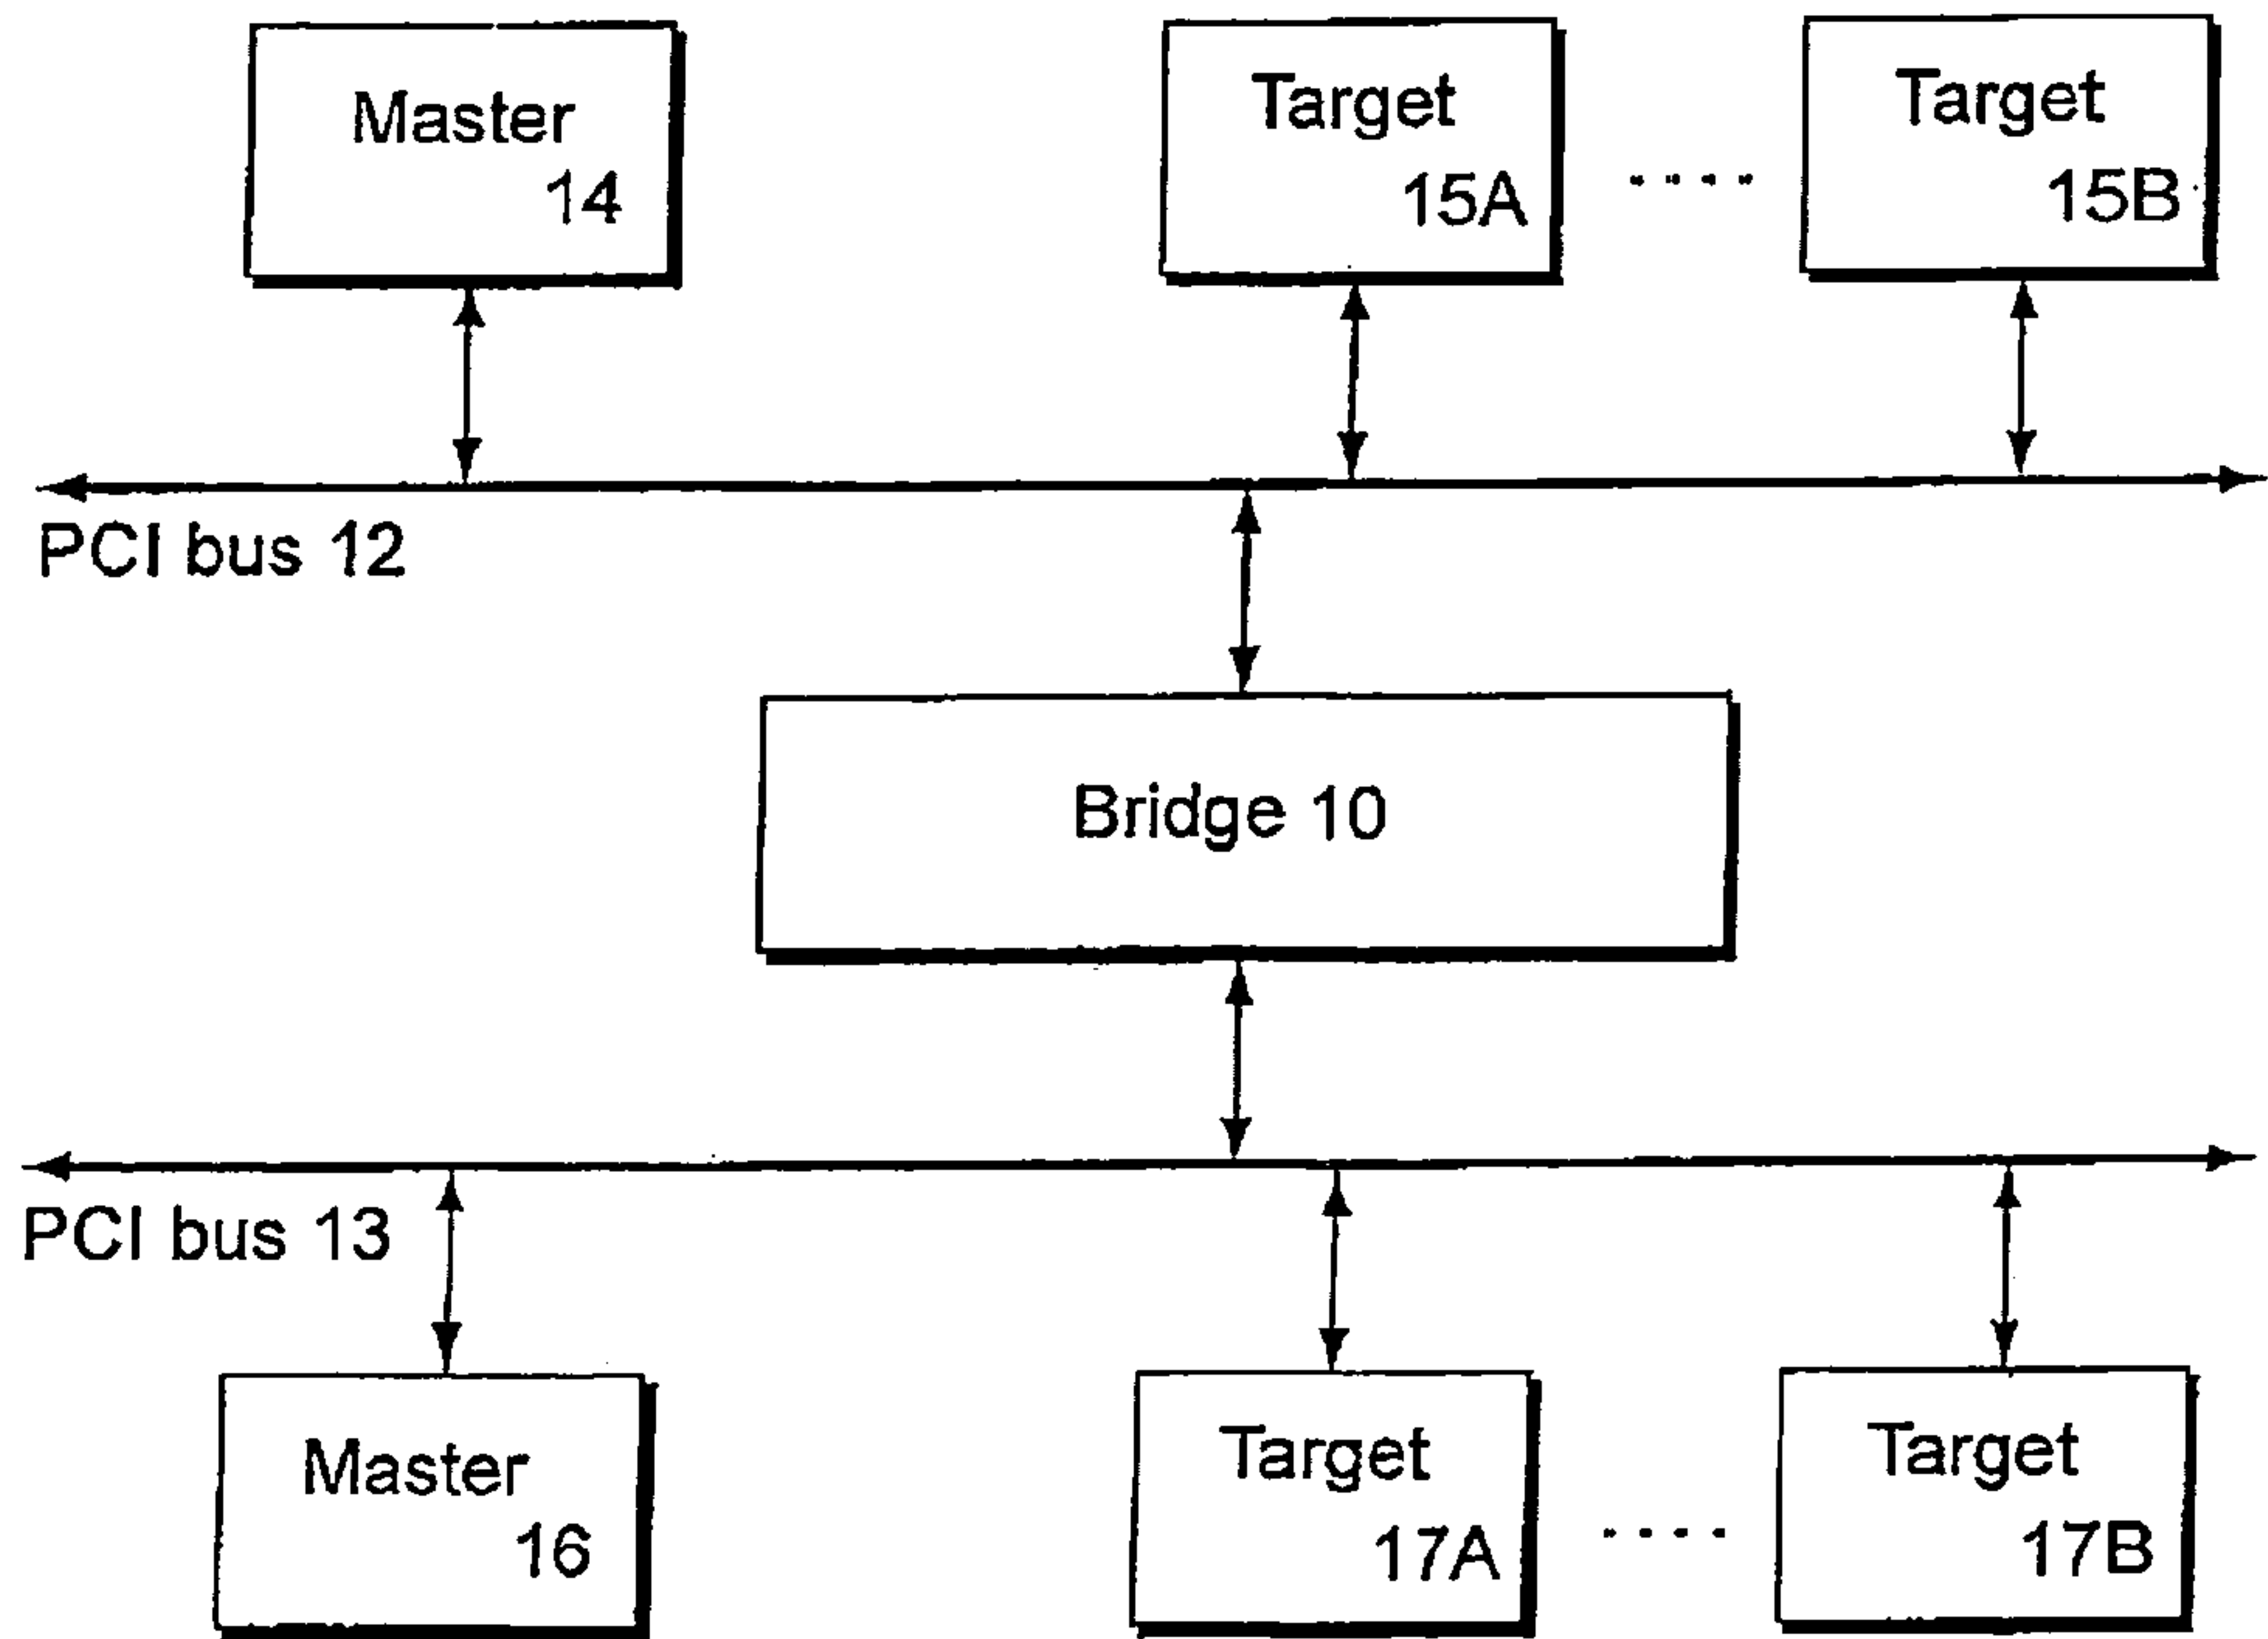 Master
14
Target
15A
Target
15B
PCI bus 12
Bridge 10
PCI bus 13
Master
16
Target
17A
Target
17B